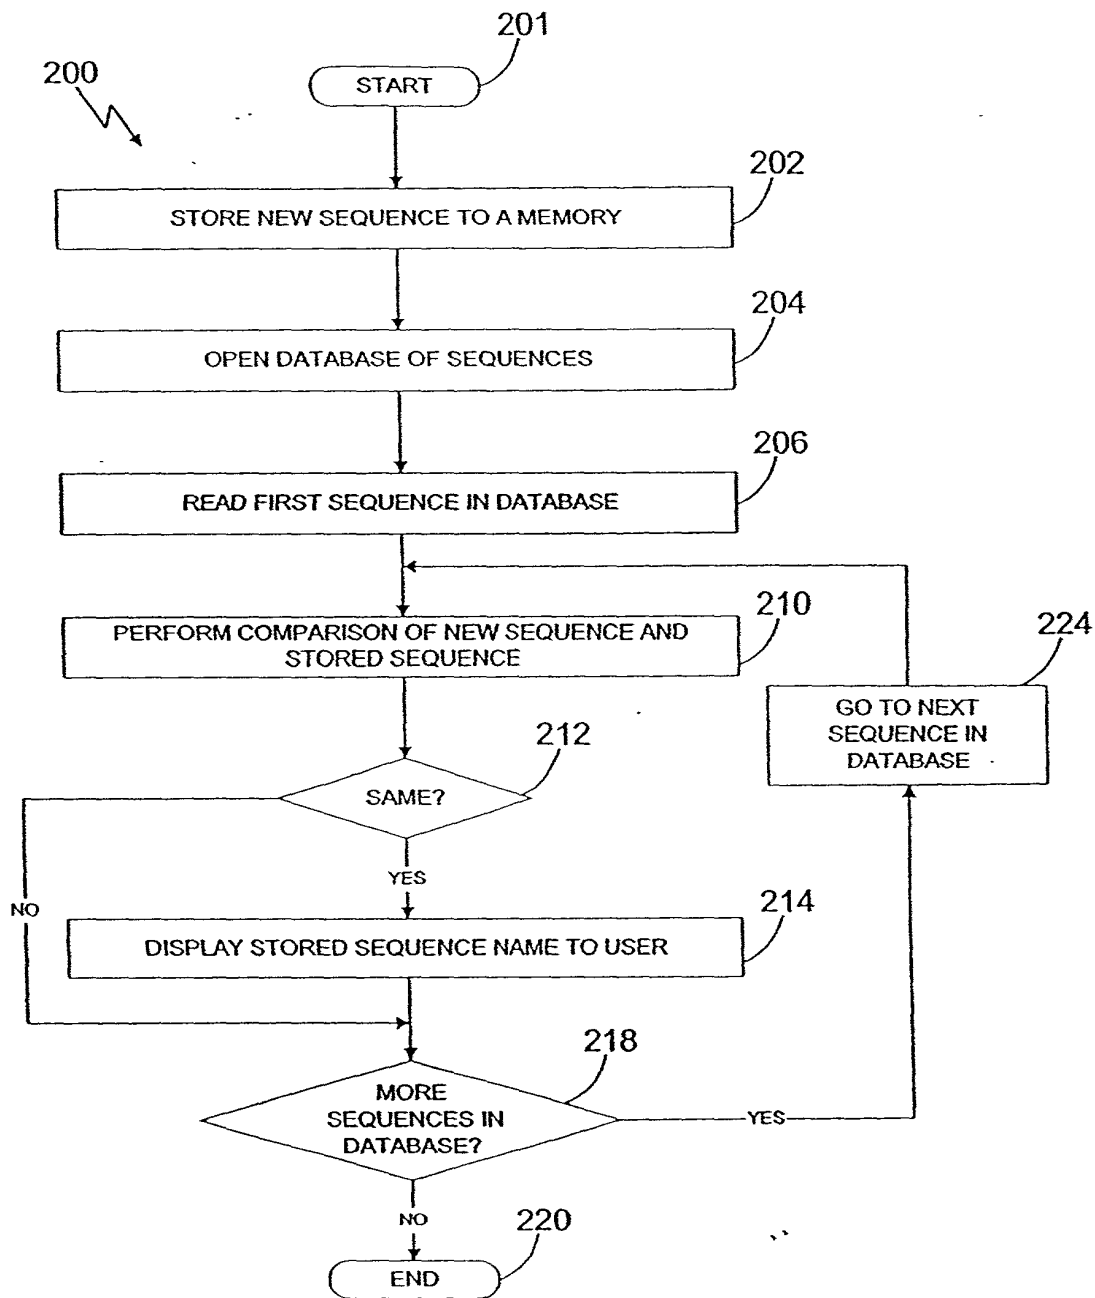 201
200
START
202
STORE NEW SEQUENCE TO A MEMORY
204
OPEN DATABASE OF SEQUENCES
206
READ FIRST SEQUENCE IN DATABASE
210
PERFORM COMPARISON OF NEW SEQUENCE AND
STORED SEQUENCE
224
GO TO NEXT
SEQUENCE IN
DATABASE
212
SAME?
YES
NO
214
DISPLAY STORED SEQUENCE NAME TO USER
218
MORE
SEQUENCES IN
DATABASE?
YES
NO
220
END